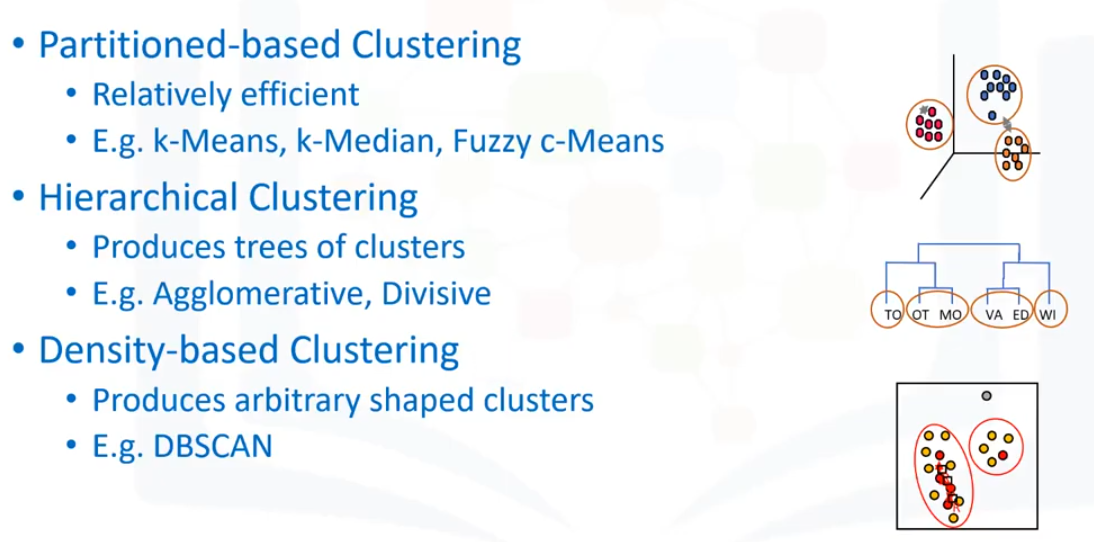 • Partitioned-based Clustering
• Relatively efficient
• E.g. k-Means, k-Median, Fuzzy c-Means
• Hierarchical Clustering
• Produces trees of clusters
• E.g. Agglomerative, Divisive
TO OT MO VA ED WI
• Density-based Clustering
• Produces arbitrary shaped clusters
• E.g. DBSCAN